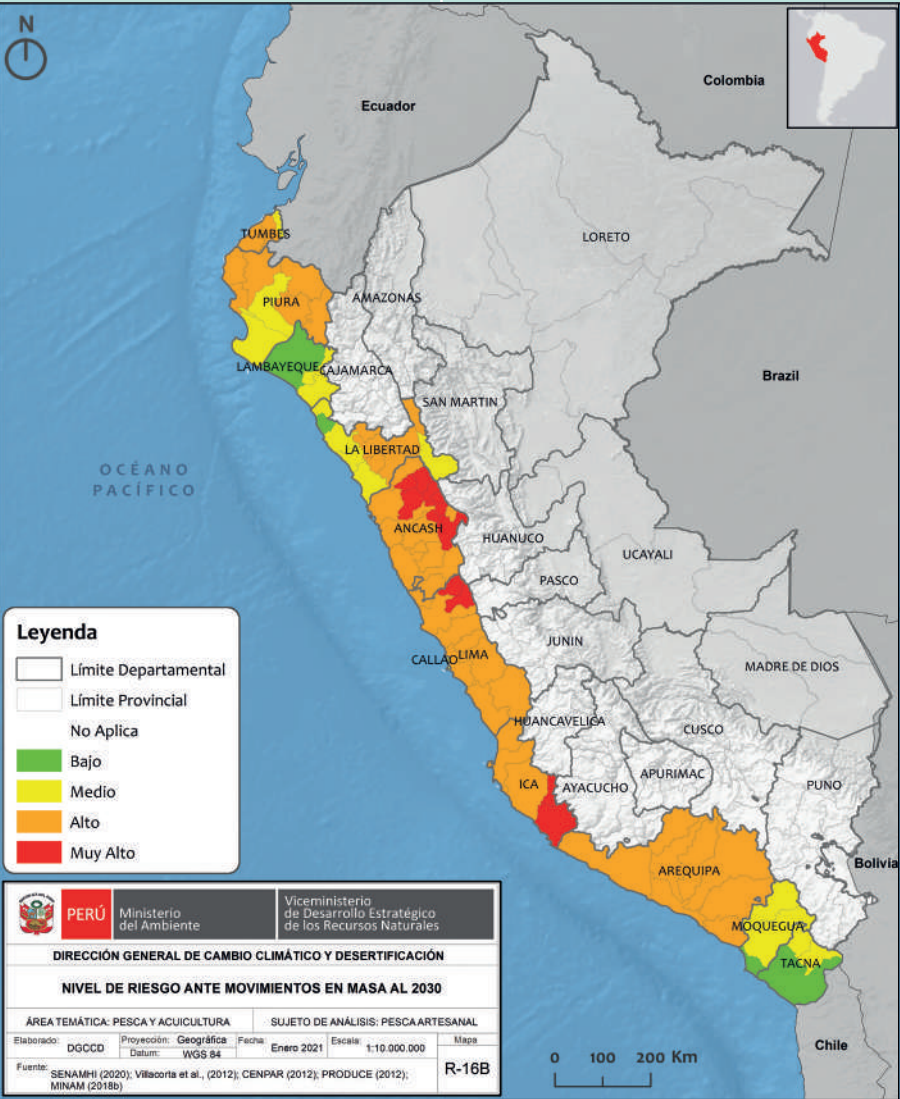 N
Colombia
Ecuador
TUMBES
LORETO
PIURA
AMAZONAS
LAMBAYEQUE
CAJAMARCA
Brazil
SAN MARTIN
LA LIBERTAD
OCÉANO
PACÍFICO
ANCASH
HUANUCO
UCAYALI
PASCO
JUNIN
CALLAO
LIMA
MADRE DE DIOS
HUANCAVELICA
CUSCO
ICA
AYACUCHO
APURIMAC
PUNO
Bolivia
AREQUIPA
MOQUEGUA
TACNA
Chile
Leyenda
Límite Departamental
Límite Provincial
No Aplica
Bajo
Medio
Alto
Muy Alto
PERÚ
Ministerio
del Ambiente
Viceministerio
de Desarrollo Estratégico
de los Recursos Naturales
DIRECCIÓN GENERAL DE CAMBIO CLIMÁTICO Y DESERTIFICACIÓN
NIVEL DE RIESGO ANTE MOVIMIENTOS EN MASA AL 2030
ÁREA TEMÁTICA: PESCA Y ACUICULTURA SUJETO DE ANÁLISIS: PESCA ARTESANAL
Elaborado: DGCCD Proyección: Geográfica Fecha: Enero 2021 Escala: 1:10.000.000 Mapa
Datum: WGS 84
R-16B
Fuente: SENAMHI (2020); Villacorta et al., (2012); CENPAR (2012); PRODUCE (2012);
MINAM (2018b)
0 100 200 Km